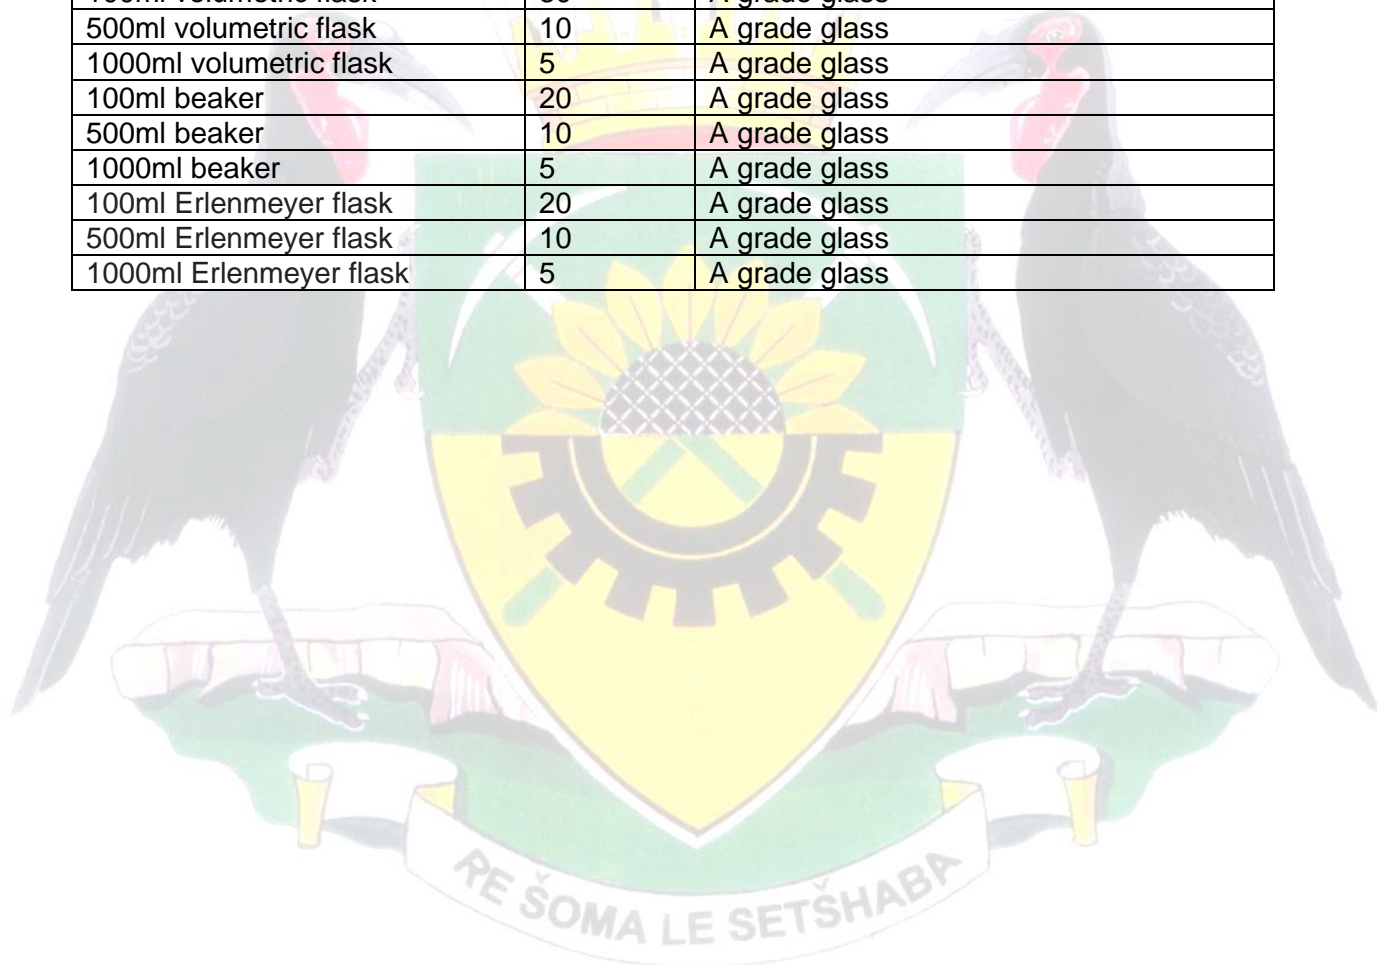 500ml volumetric flask 10 A grade glass
1000ml volumetric flask 5 A grade glass
100ml beaker 20 A grade glass
500ml beaker 10 A grade glass
1000ml beaker 5 A grade glass
100ml Erlenmeyer flask 20 A grade glass
500ml Erlenmeyer flask 10 A grade glass
1000ml Erlenmeyer flask 5 A grade glass
RE ŠOMA LE SETŠHABA